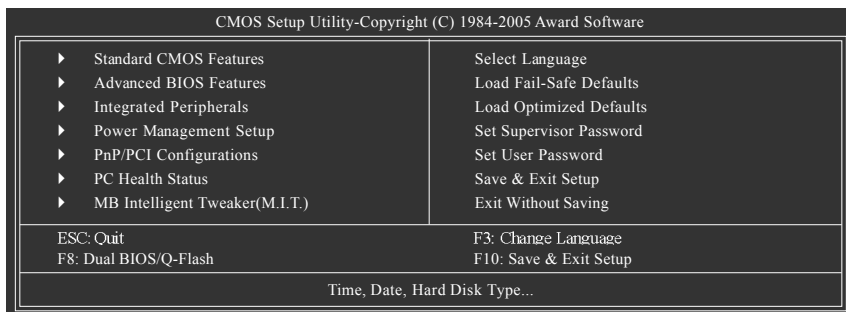 CMOS Setup Utility-Copyright (C) 1984-2005 Award Software
Standard CMOS Features
Advanced BIOS Features
Integrated Peripherals
Power Management Setup
PnP/PCI Configurations
PC Health Status
MB Intelligent Tweaker(M.I.T.)
Select Language
Load Fail-Safe Defaults
Load Optimized Defaults
Set Supervisor Password
Set User Password
Save & Exit Setup
Exit Without Saving
ESC: Quit
F3: Change Language
F8: Dual BIOS/Q-Flash
F10: Save & Exit Setup
Time, Date, Hard Disk Type...